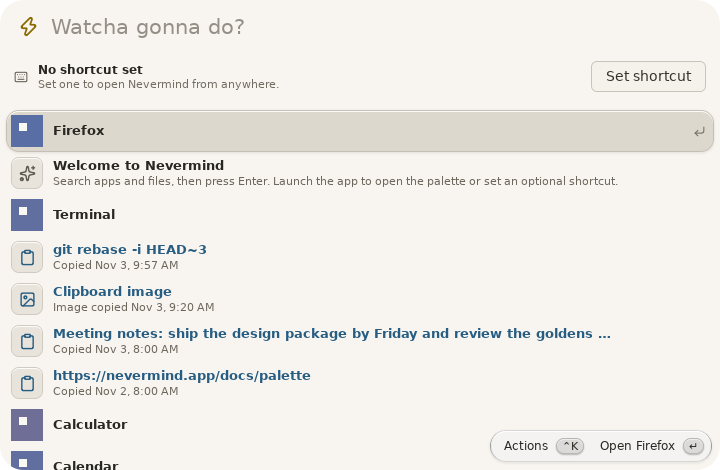 Watcha gonna do?
No shortcut set
Set one to open Nevermind from anywhere.
Set shortcut
Firefox
Welcome to Nevermind
Search apps and files, then press Enter. Launch the app to open the palette or set an optional shortcut.
Terminal
git rebase -i HEAD~3
Copied Nov 3, 9:57 AM
Clipboard image
Image copied Nov 3, 9:20 AM
Meeting notes: ship the design package by Friday and review the goldens ...
Copied Nov 3, 8:00 AM
https://nevermind.app/docs/palette
Copied Nov 2, 8:00 AM
Calculator
Actions ^K Open Firefox ↵
Calendar